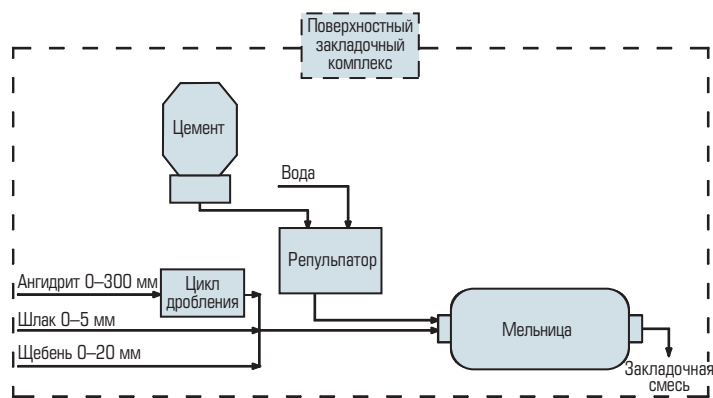 Поверхностный
закладочный
комплекс
Цемент
Вода
Репульпатор
Ангидрит 0–300 мм
Цикл
дробления
Шлак 0–5 мм
Мельница
Щебень 0–20 мм
Закладочная
смесь